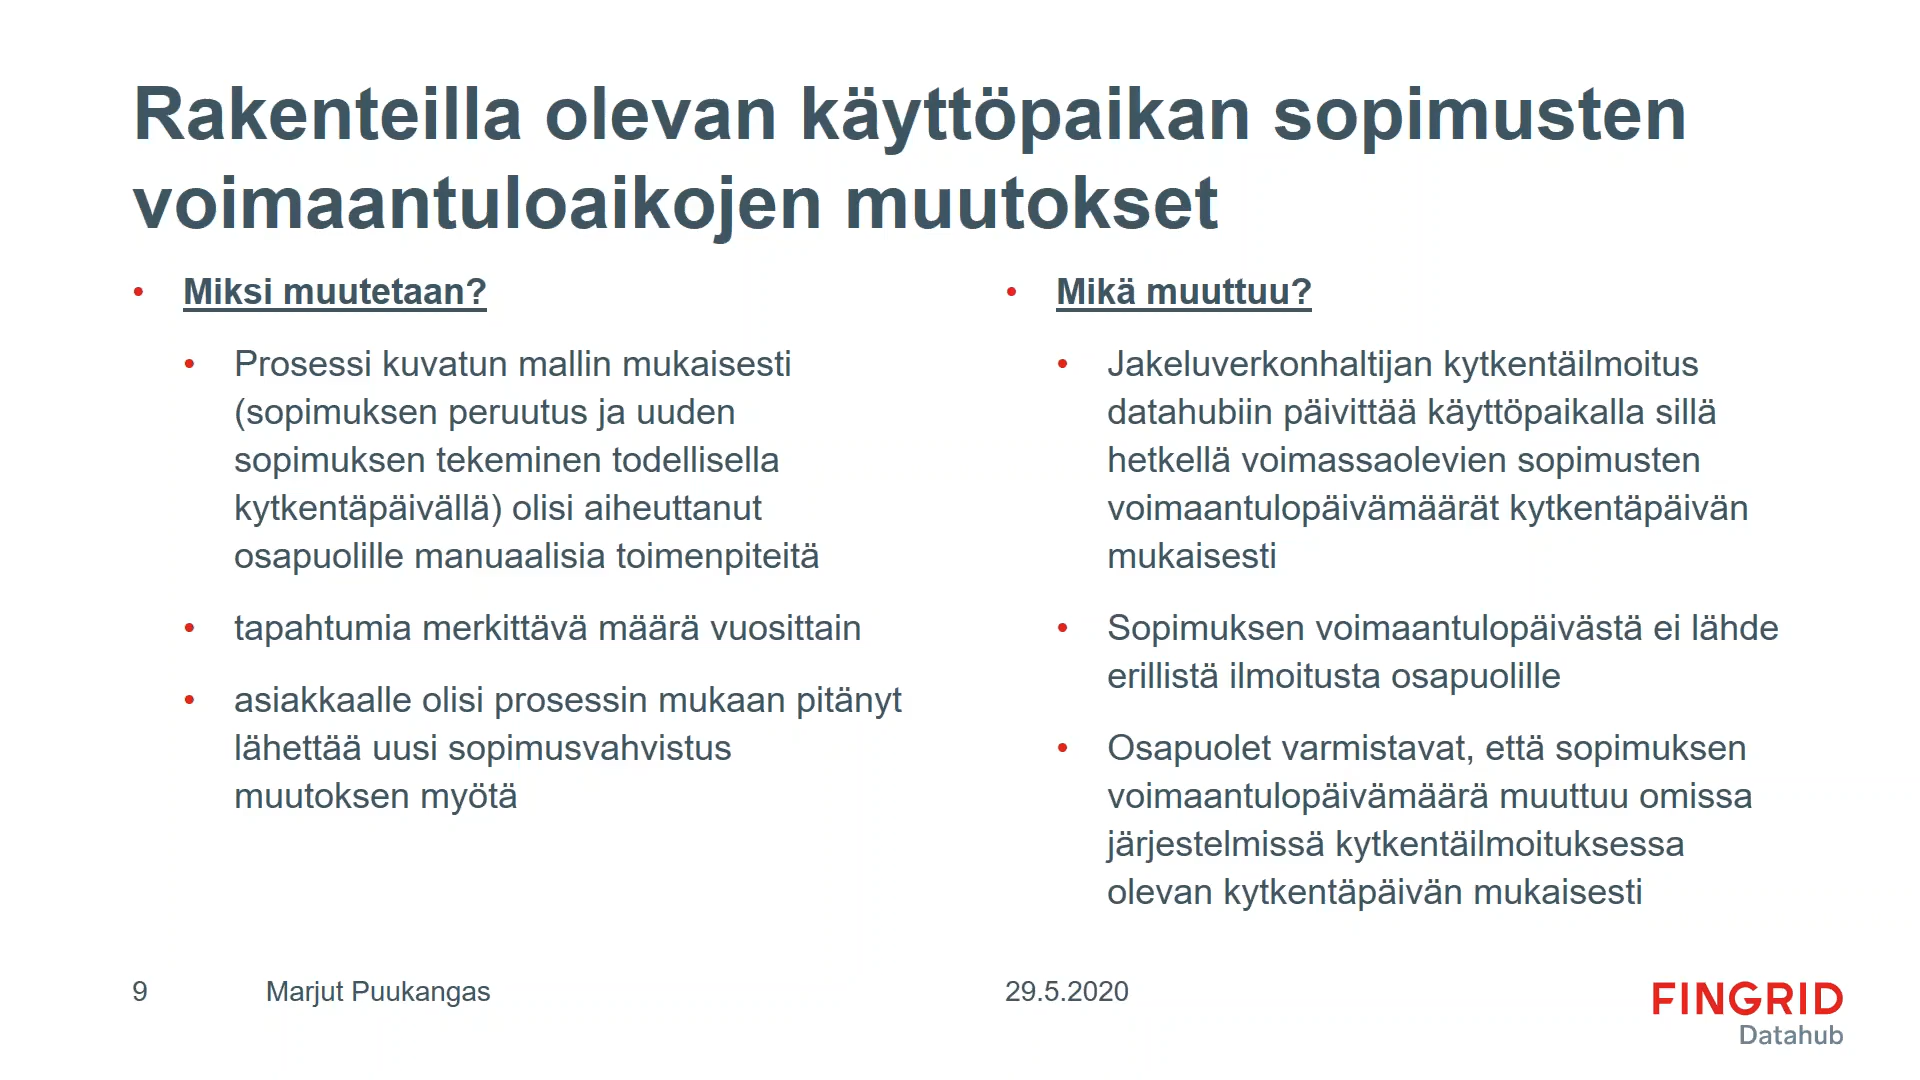 Rakenteilla olevan käyttöpaikan sopimusten
voimaantuloaikojen muutokset
• Miksi muutetaan?
• Prosessi kuvatun mallin mukaisesti
(sopimuksen peruutus ja uuden
sopimuksen tekeminen todellisella
kytkentäpäivällä) olisi aiheuttanut
osapuolille manuaalisia toimenpiteitä
• tapahtumia merkittävä määrä vuosittain
• asiakkaalle olisi prosessin mukaan pitänyt
lähettää uusi sopimusvahvistus
muutoksen myötä
• Mikä muuttuu?
• Jakeluverkonhaltijan kytkentäilmoitus
datahubiin päivittää käyttöpaikalla sillä
hetkellä voimassaolevien sopimusten
voimaantulopäivämäärät kytkentäpäivän
mukaisesti
• Sopimuksen voimaantulopäivästä ei lähde
erillistä ilmoitusta osapuolille
• Osapuolet varmistavat, että sopimuksen
voimaantulopäivämäärä muuttuu omissa
järjestelmissä kytkentäilmoituksessa
olevan kytkentäpäivän mukaisesti
9 Marjut Puukangas 29.5.2020
FINGRID
Datahub